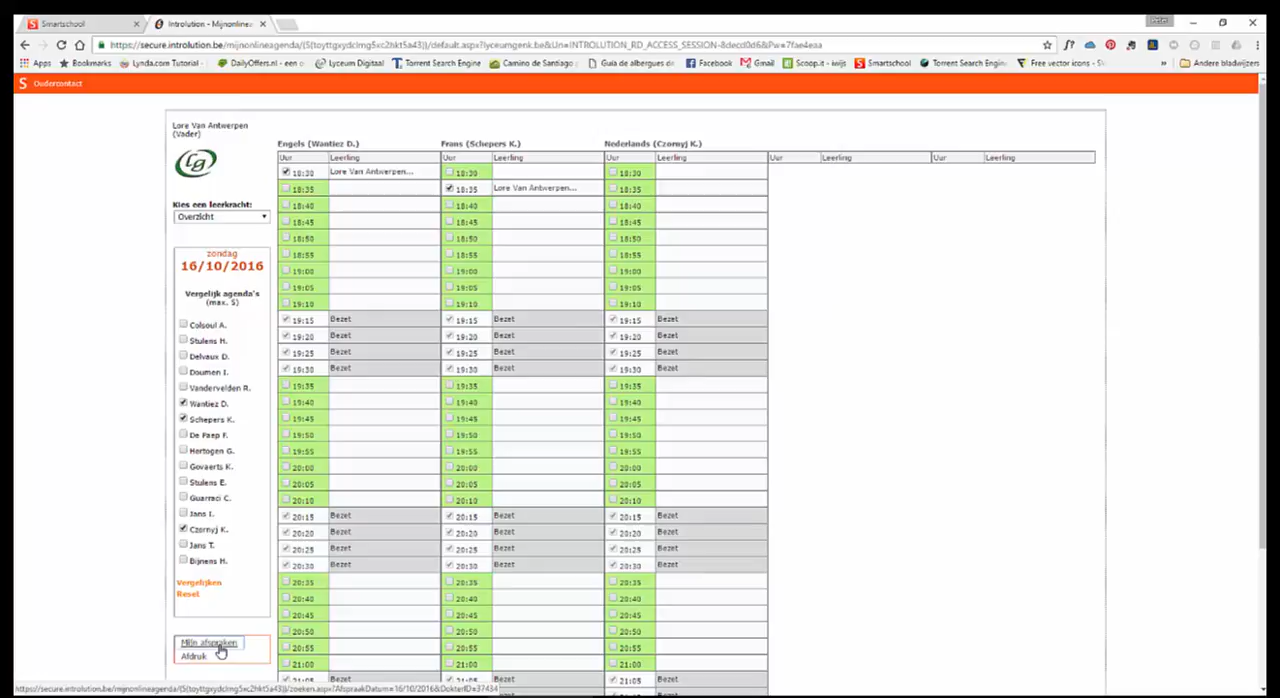 Smartschool
Introlution - Mijnonline
Peter
https://secure.introlution.be/mijnonlineagenda/
Apps
Bookmarks
Lynda.com Tutorial -
DailyOffers.nl - een o
Lyceum Digitaal
Torrent Search Engine
Camino de Santiago
Guía de albergues de
Facebook
Gmail
Scoop.it - iwijs
Smartschool
Torrent Search Engin
Free vector icons - SV
»
Andere bladwijzers
S Oudercontact
Lore Van Antwerpen
(Vader)
Kies een leerkracht:
Overzicht
zondag
16/10/2016
Vergelijk agenda's
(max. 5)
Colsoul A.
Stulens H.
Delvaux D.
Doumen I.
Vandervelden R.
Wantiez D.
Schepers K.
De Paep F.
Hertogen G.
Govaerts K.
Stulens E.
Guarraci C.
Jans I.
Czornyj K.
Jans T.
Bijnens H.
Vergelijken
Reset
Mijn afspraken
Afdruk
Engels (Wantiez D.) Frans (Schepers K.) Nederlands (Czornyj K.)
Uur Leerling Uur Leerling Uur Leerling Uur Leerling Uur Leerling
18:30 Lore Van Antwerpen... 18:30 18:30
18:35 18:35 Lore Van Antwerpen... 18:35
18:40 18:40 18:40
18:45 18:45 18:45
18:50 18:50 18:50
18:55 18:55 18:55
19:00 19:00 19:00
19:05 19:05 19:05
19:10 19:10 19:10
19:15 Bezet 19:15 Bezet 19:15 Bezet
19:20 Bezet 19:20 Bezet 19:20 Bezet
19:25 Bezet 19:25 Bezet 19:25 Bezet
19:30 Bezet 19:30 Bezet 19:30 Bezet
19:35 19:35 19:35
19:40 19:40 19:40
19:45 19:45 19:45
19:50 19:50 19:50
19:55 19:55 19:55
20:00 20:00 20:00
20:05 20:05 20:05
20:10 20:10 20:10
20:15 Bezet 20:15 Bezet 20:15 Bezet
20:20 Bezet 20:20 Bezet 20:20 Bezet
20:25 Bezet 20:25 Bezet 20:25 Bezet
20:30 Bezet 20:30 Bezet 20:30 Bezet
20:35 20:35 20:35
20:40 20:40 20:40
20:45 20:45 20:45
20:50 20:50 20:50
20:55 20:55 20:55
21:00 21:00 21:00
21:05 Bezet 21:05 Bezet 21:05 Bezet
https://secure.introlution.be/mijnonlineagenda/